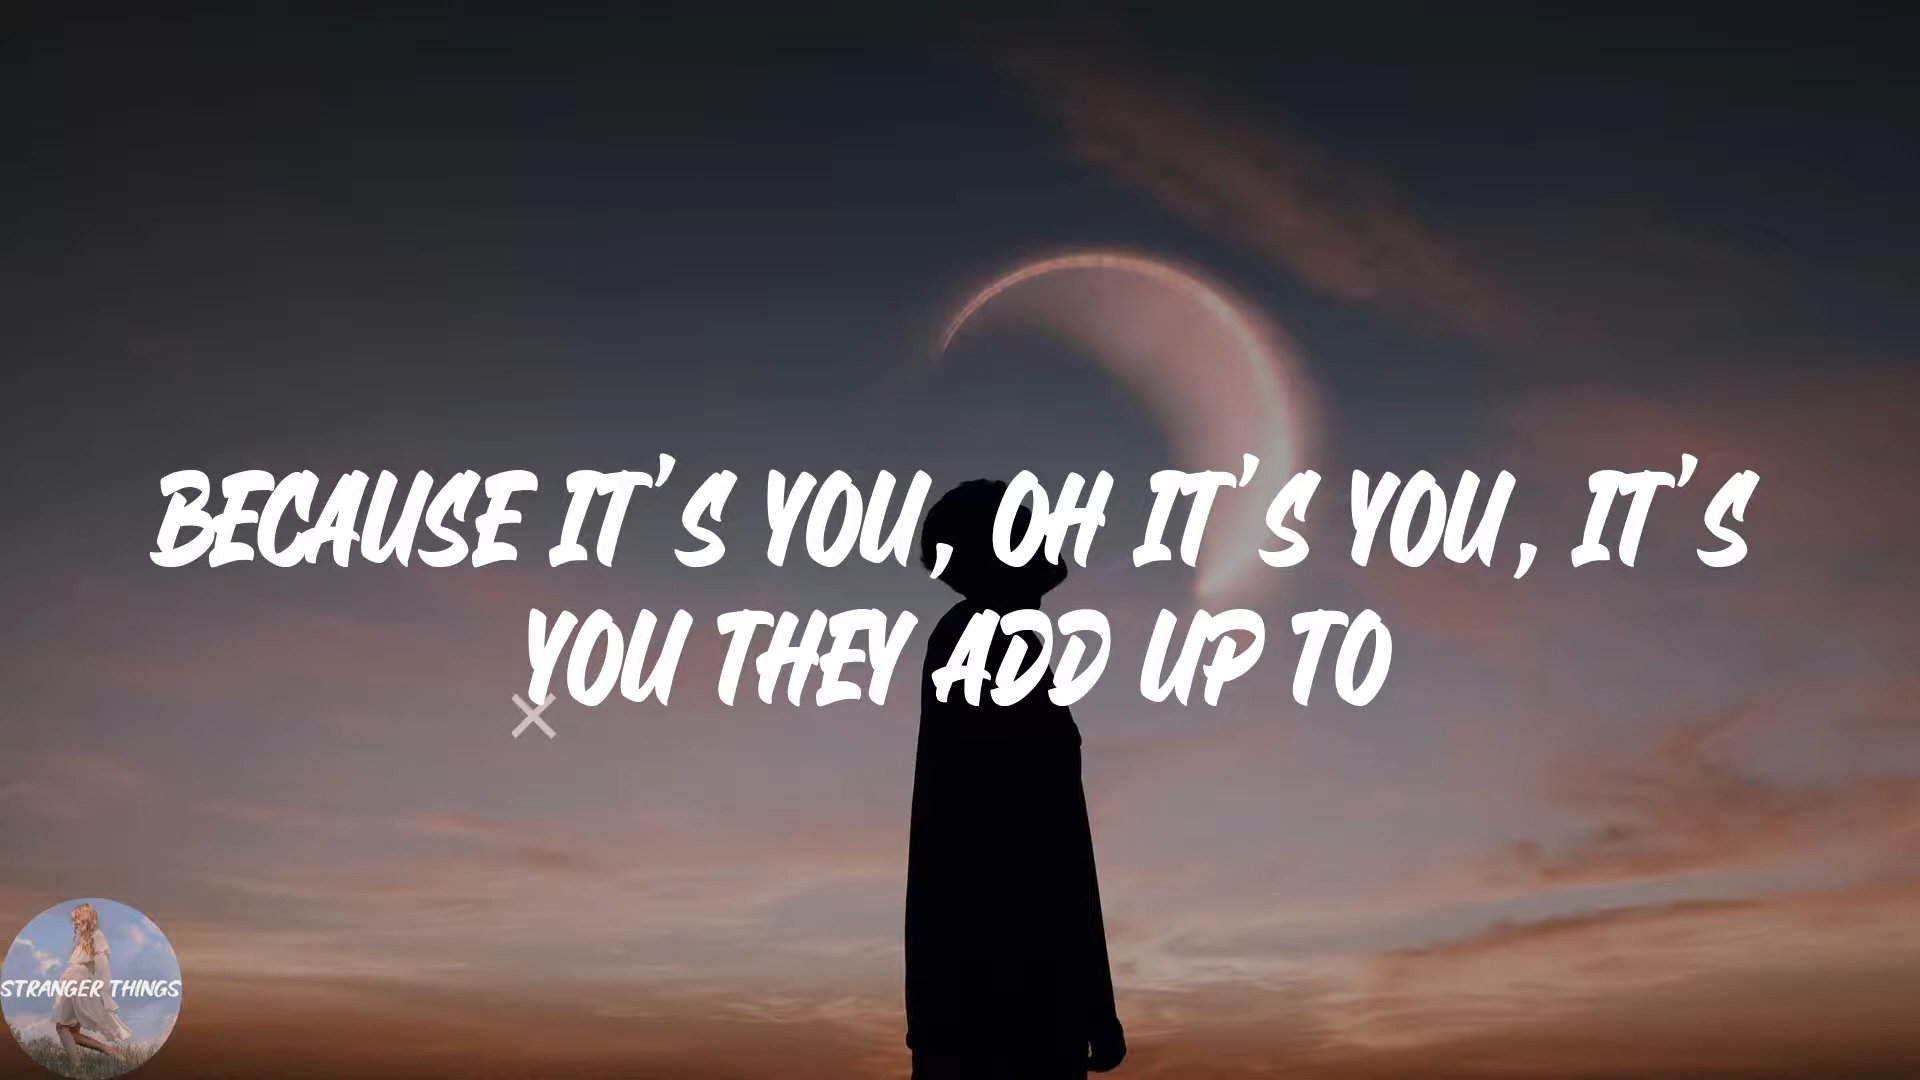 BECAUSE IT'S YOU, OH IT'S YOU, IT'S
YOU THEY ADD UP TO
STRANGER THINGS